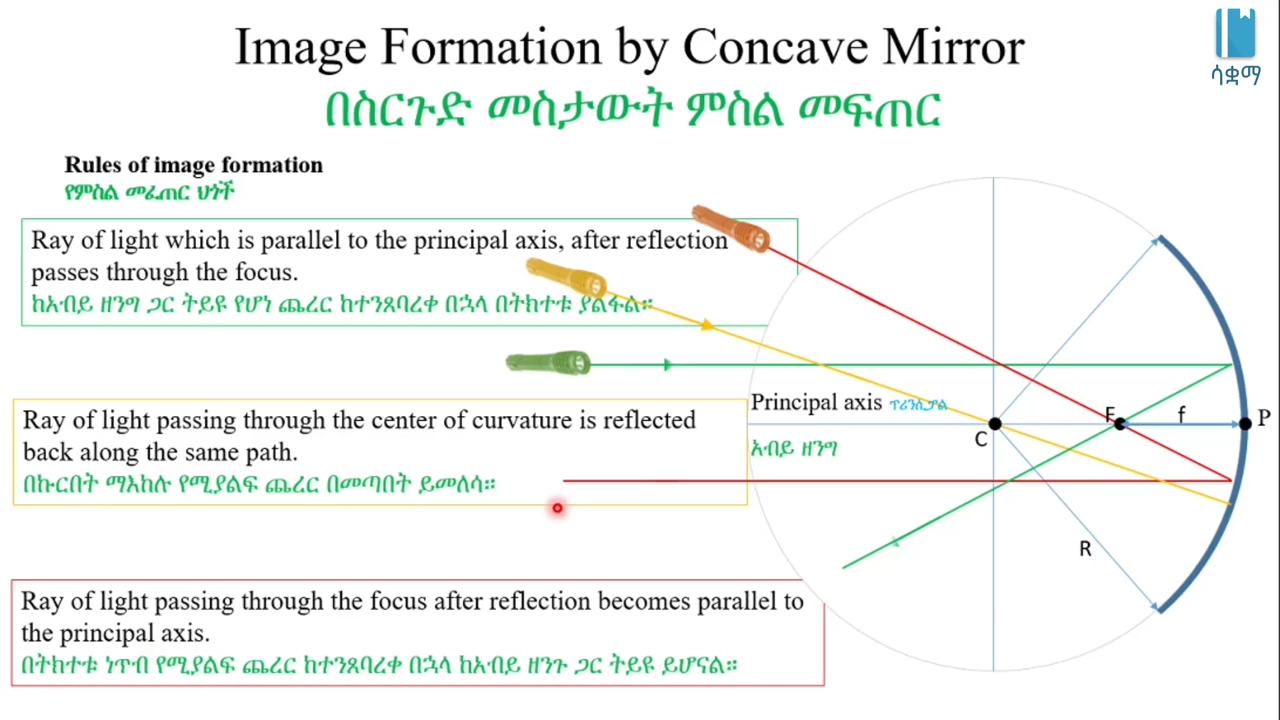 Image Formation by Concave Mirror
በስርጉድ መስታውት ምስል መፍጠር
ሳቋማ
Rules of image formation
የምስል መፈጠር ህጎች
Ray of light which is parallel to the principal axis, after reflection
passes through the focus.
ከአብይ ዘንግ ጋር ትይዩ የሆነ ጨረር ከተንጸባረቀ በኋላ በትክተቱ ያልፋል።
Ray of light passing through the center of curvature is reflected
back along the same path.
በኩርበት ማእከሉ የሚያልፍ ጨረር በመጣበት ይመለሳ።
Ray of light passing through the focus after reflection becomes parallel to
the principal axis.
በትክተቱ ነጥብ የሚያልፍ ጨረር ከተንጸባረቀ በኋላ ከአብይ ዘንጉ ጋር ትይዩ ይሆናል።
Principal axis ፕሪንሲፓል
አብይ ዘንግ
C
F
f
P
R